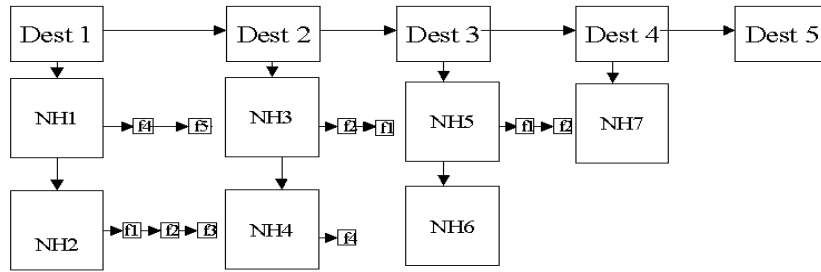 Dest 1 Dest 2 Dest 3 Dest 4 Dest 5
NH1 f4 f5 NH3 f2 f1 NH5 f1 f2 NH7
NH2 f1 f2 f3 NH4 f4 NH6